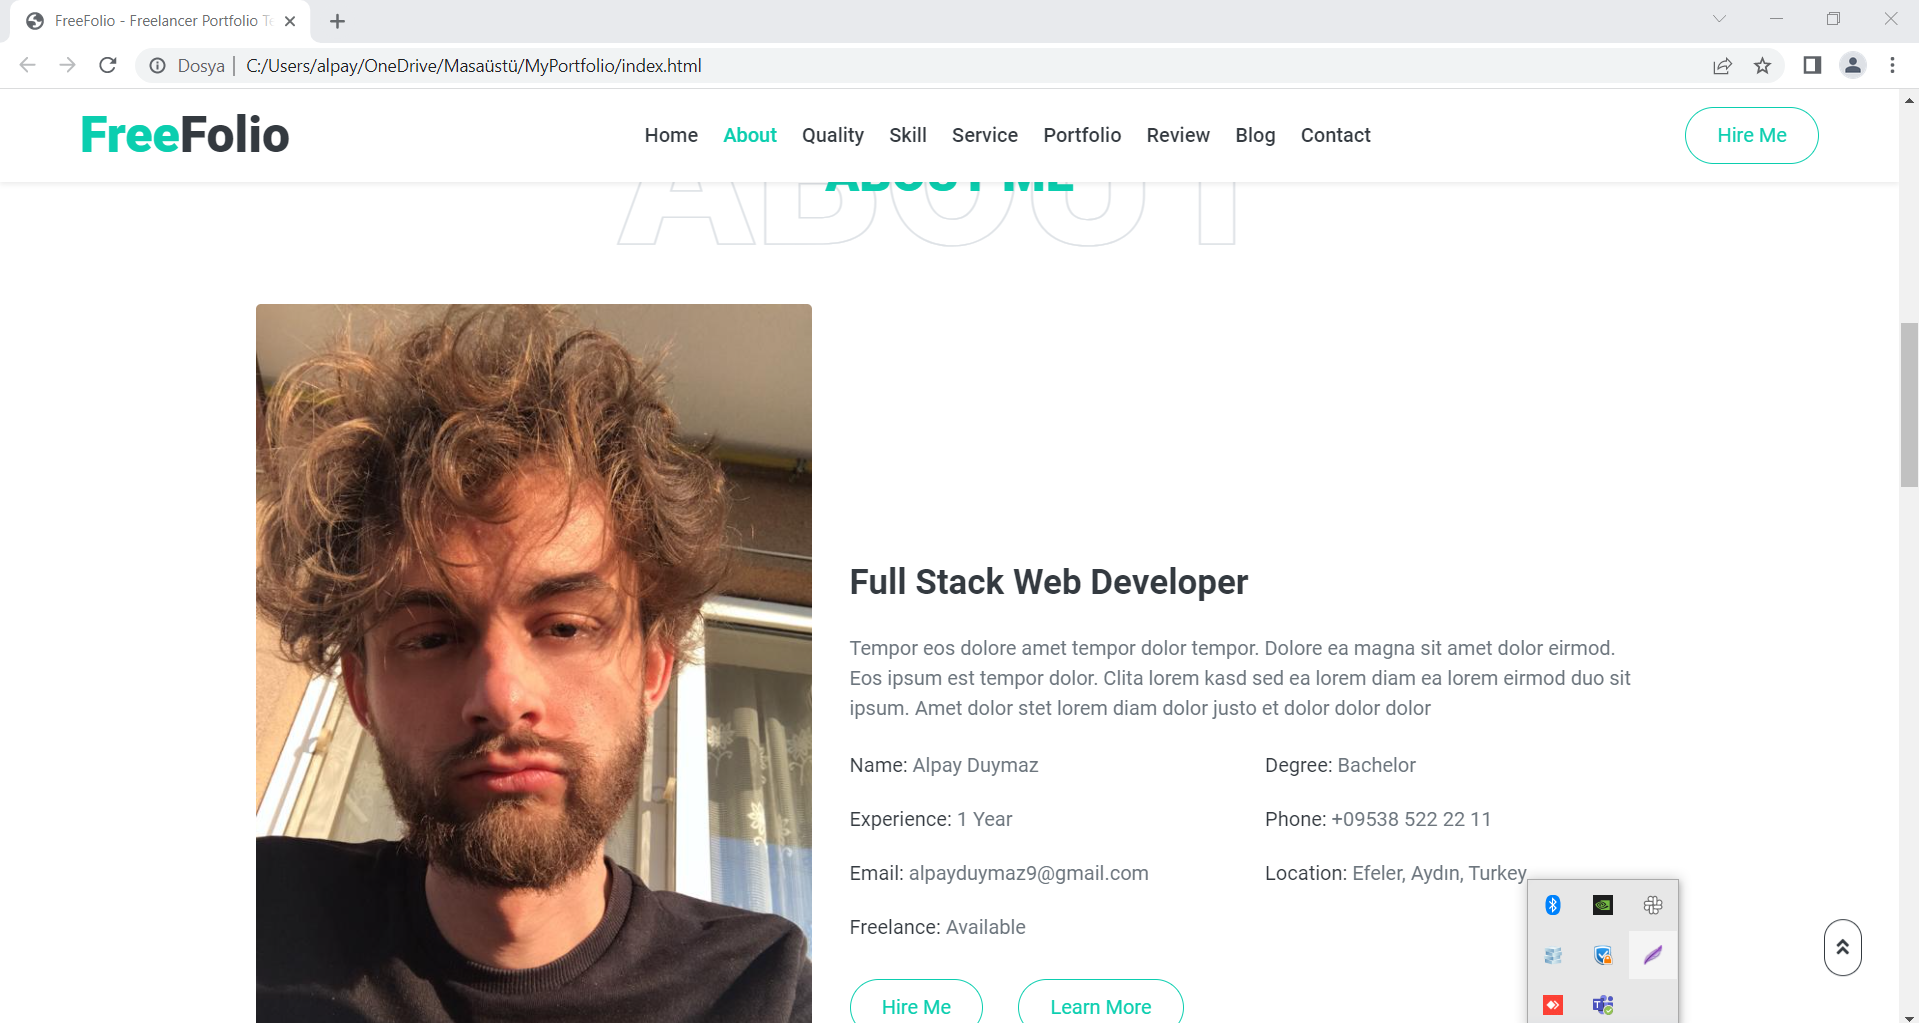 FreeFolio - Freelancer Portfolio Te
Dosya | C:/Users/alpay/OneDrive/Masaüstü/MyPortfolio/index.html
FreeFolio
Home About Quality Skill Service Portfolio Review Blog Contact
Hire Me
ABOUT
ABOUT ME
Full Stack Web Developer
Tempor eos dolore amet tempor dolor tempor. Dolore ea magna sit amet dolor eirmod.
Eos ipsum est tempor dolor. Clita lorem kasd sed ea lorem diam ea lorem eirmod duo sit
ipsum. Amet dolor stet lorem diam dolor justo et dolor dolor dolor
Name: Alpay Duymaz
Degree: Bachelor
Experience: 1 Year
Phone: +09538 522 22 11
Email: alpayduymaz9@gmail.com
Location: Efeler, Aydın, Turkey
Freelance: Available
Hire Me
Learn More